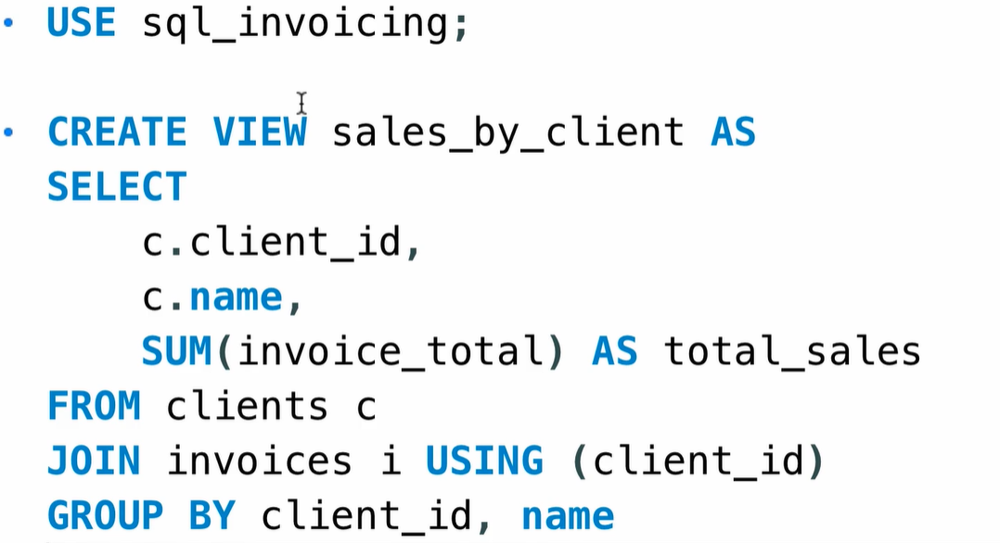 USE sql_invoicing;
CREATE VIEW sales_by_client AS
SELECT
c.client_id,
c.name,
SUM(invoice_total) AS total_sales
FROM clients c
JOIN invoices i USING (client_id)
GROUP BY client_id, name